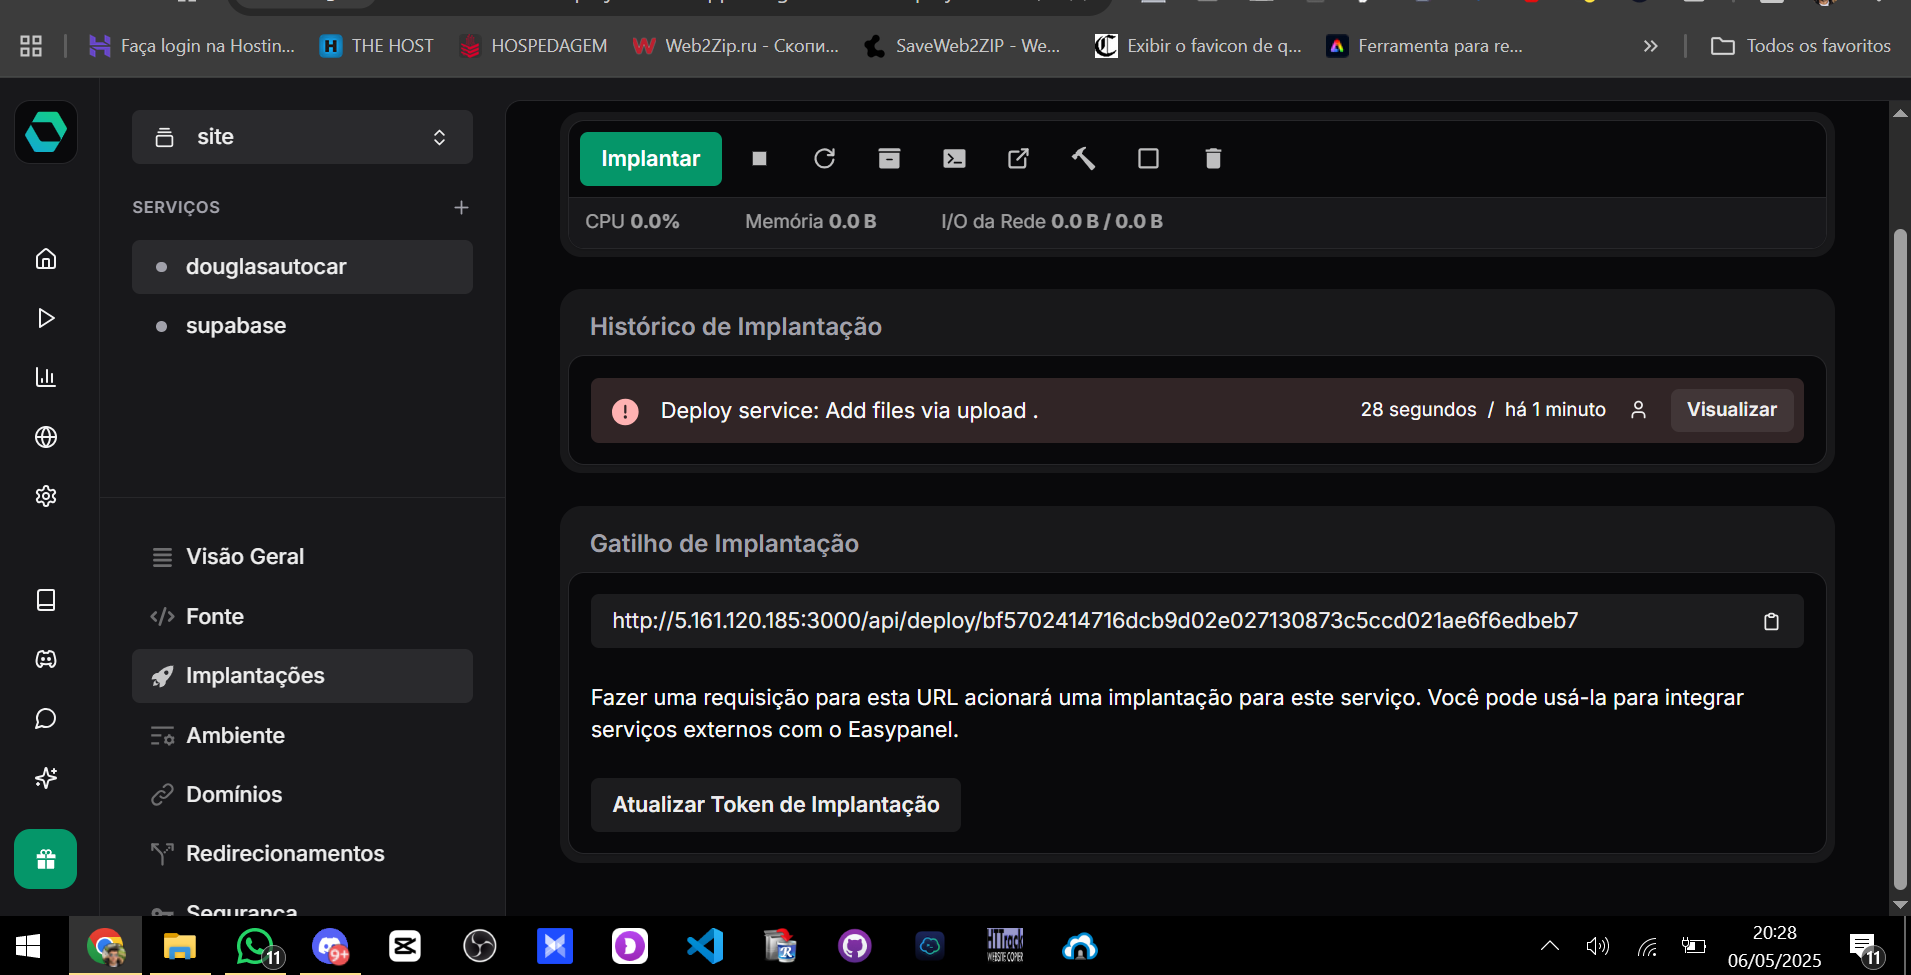 Faça login na Hostin...
THE HOST
HOSPEDAGEM
Web2Zip.ru - Скопи...
SaveWeb2ZIP - We...
Exibir o favicon de q...
Ferramenta para re...
Todos os favoritos
site
SERVIÇOS
douglasautocar
supabase
Visão Geral
Fonte
Implantações
Ambiente
Domínios
Redirecionamentos
Segurança
Implantar
CPU 0.0%
Memória 0.0 B
I/O da Rede 0.0 B / 0.0 B
Histórico de Implantação
Deploy service: Add files via upload .
28 segundos / há 1 minuto
Visualizar
Gatilho de Implantação
http://5.161.120.185:3000/api/deploy/bf5702414716dcb9d02e027130873c5ccd021ae6f6edbeb7
Fazer uma requisição para esta URL acionará uma implantação para este serviço. Você pode usá-la para integrar
serviços externos com o Easypanel.
Atualizar Token de Implantação
11
9+
HTTrack
WEBSITE COPIER
20:28
06/05/2025
11